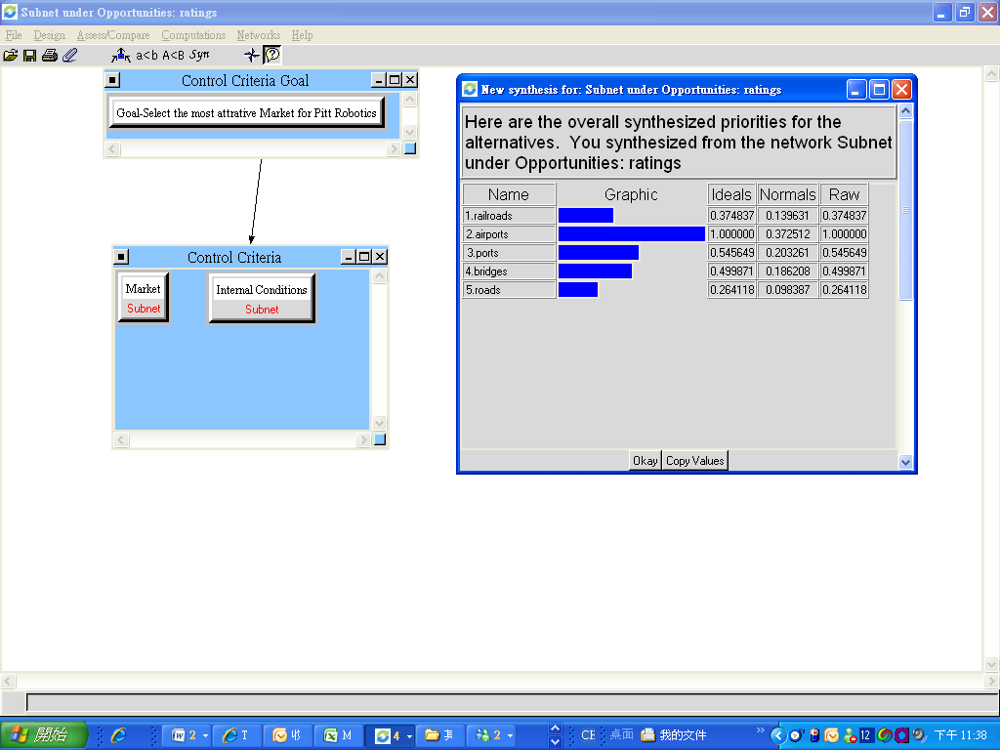 Subnet under Opportunities: ratings
File Design Assess/Compare Computations Networks Help
a<b A<B Syn
Control Criteria Goal
Goal-Select the most attrative Market for Pitt Robotics
Control Criteria
Market
Subnet
Internal Conditions
Subnet
New synthesis for: Subnet under Opportunities: ratings
Here are the overall synthesized priorities for the
alternatives. You synthesized from the network Subnet
under Opportunities: ratings
Name Graphic Ideals Normals Raw
1.railroads 0.374837 0.139631 0.374837
2.airports 1.000000 0.372512 1.000000
3.ports 0.545649 0.203261 0.545649
4.bridges 0.499871 0.186208 0.499871
5.roads 0.264118 0.098387 0.264118
Okay Copy Values
開始 2 T 收 M 4 2 CE 桌面 我的文件 » 12 下午 11:38